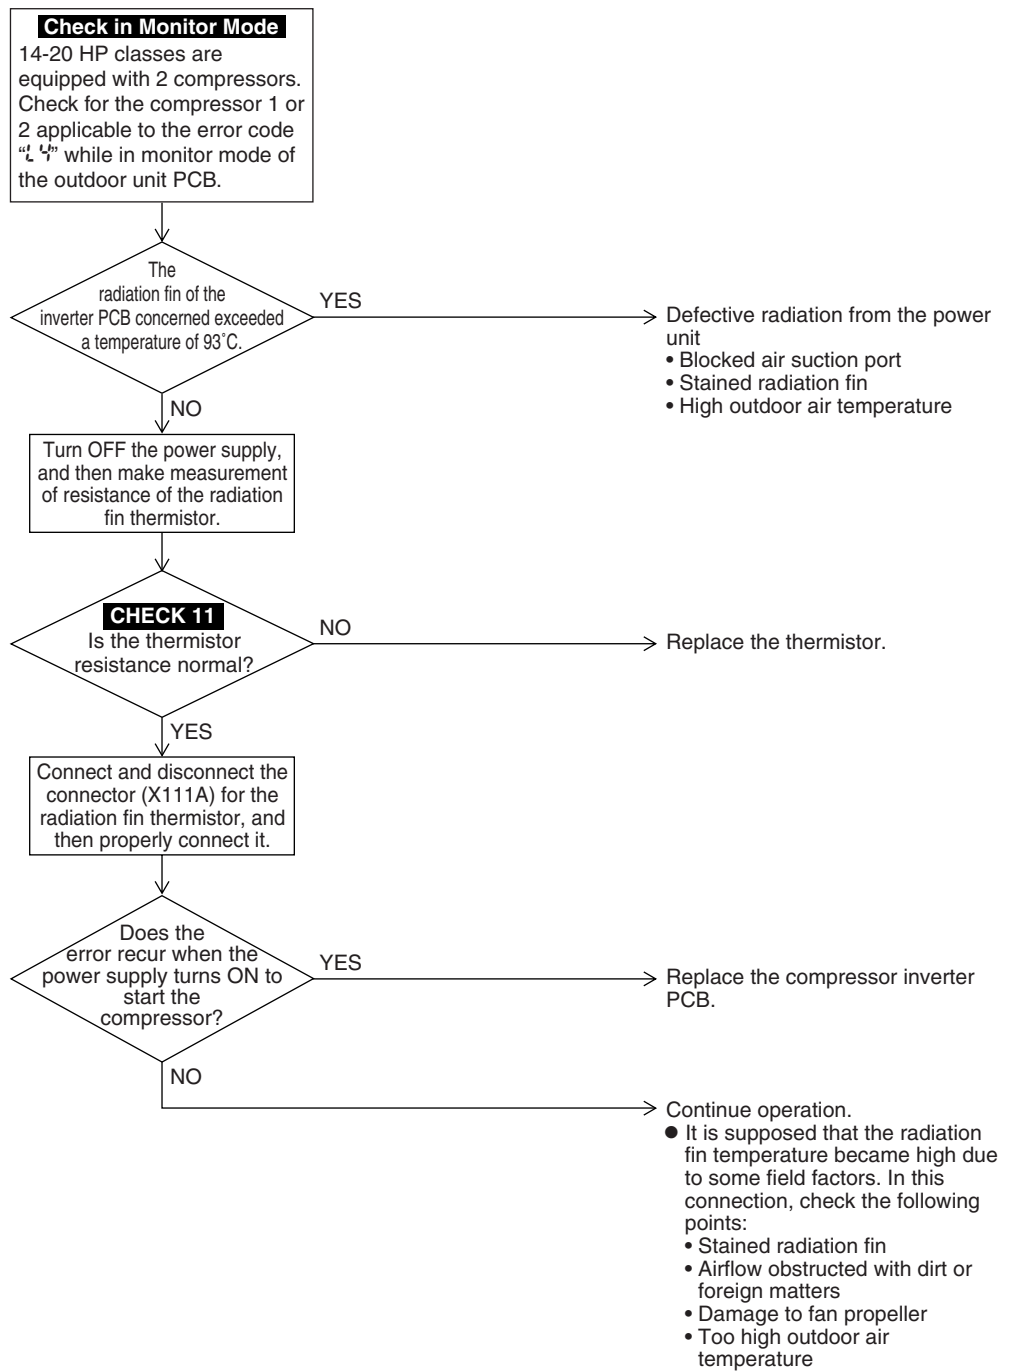 Check in Monitor Mode
14-20 HP classes are
equipped with 2 compressors.
Check for the compressor 1 or
2 applicable to the error code
“L4” while in monitor mode of
the outdoor unit PCB.
The
radiation fin of the
inverter PCB concerned exceeded
a temperature of 93˚C.
YES
Defective radiation from the power
unit
• Blocked air suction port
• Stained radiation fin
• High outdoor air temperature
NO
Turn OFF the power supply,
and then make measurement
of resistance of the radiation
fin thermistor.
CHECK 11
Is the thermistor
resistance normal?
NO
Replace the thermistor.
YES
Connect and disconnect the
connector (X111A) for the
radiation fin thermistor, and
then properly connect it.
Does the
error recur when the
power supply turns ON to
start the
compressor?
YES
Replace the compressor inverter
PCB.
NO
Continue operation.
● It is supposed that the radiation
fin temperature became high due
to some field factors. In this
connection, check the following
points:
• Stained radiation fin
• Airflow obstructed with dirt or
foreign matters
• Damage to fan propeller
• Too high outdoor air
temperature